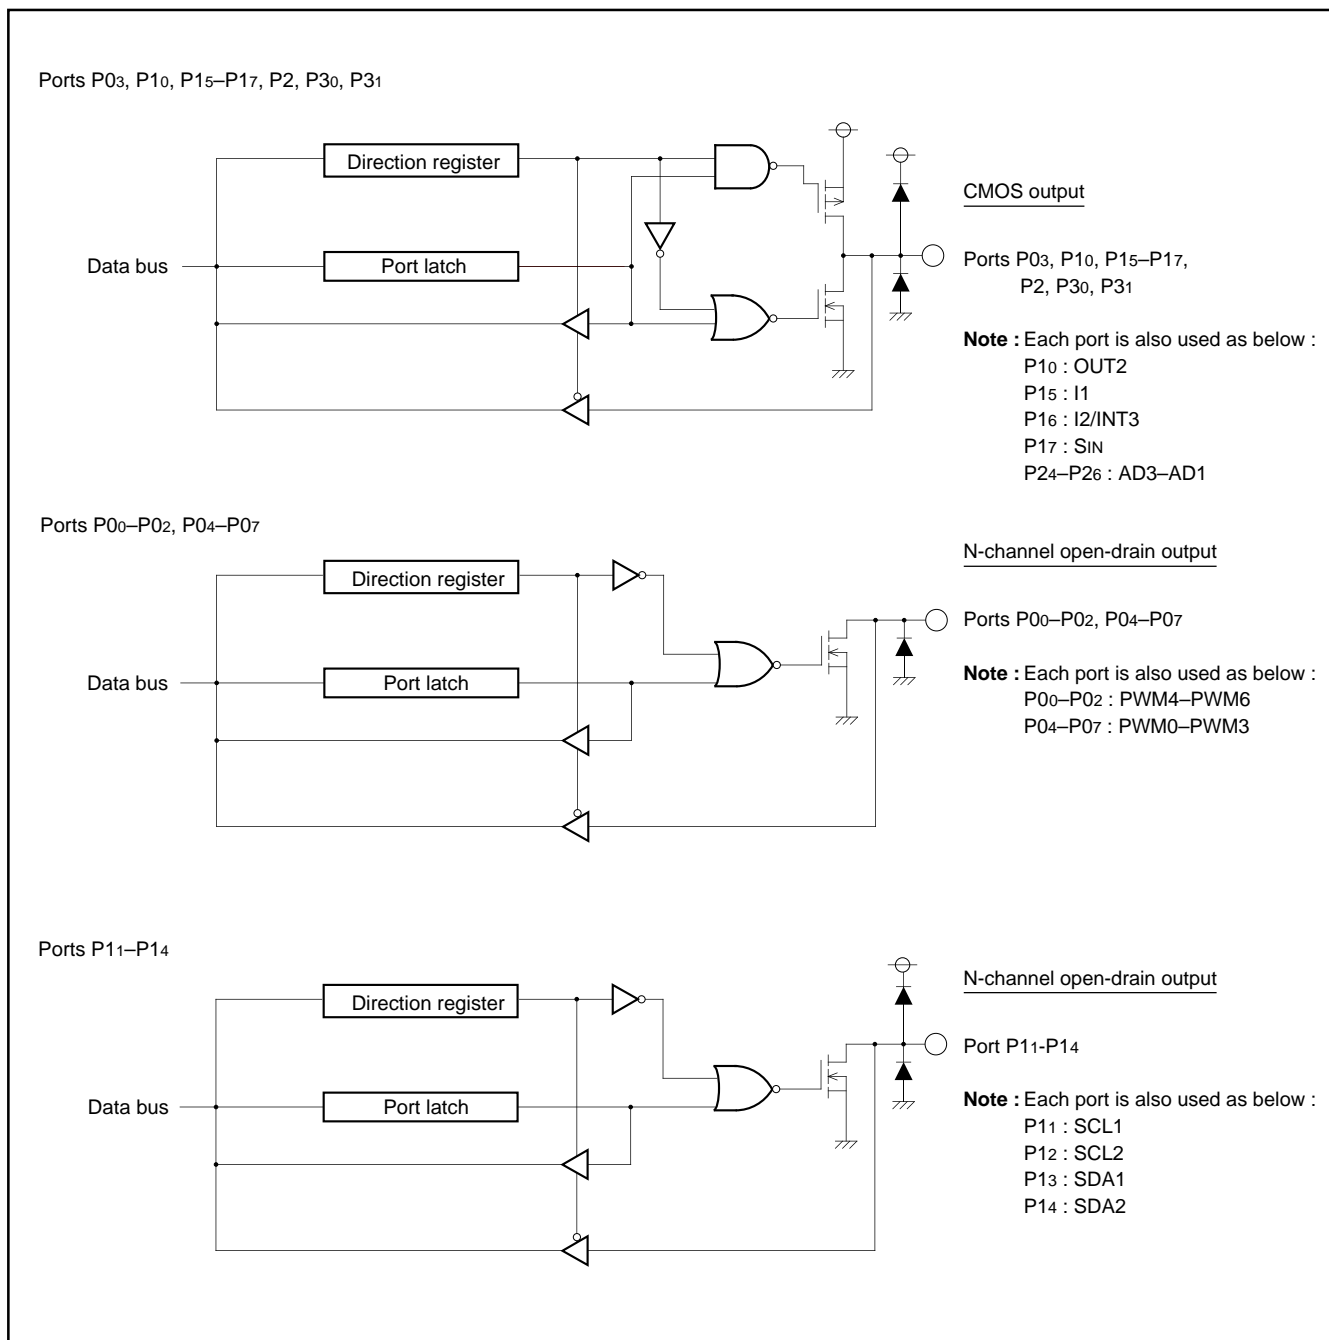 Ports P03, P10, P15–P17, P2, P30, P31
Direction register
CMOS output
Data bus
Port latch
Ports P03, P10, P15–P17,
P2, P30, P31
Note : Each port is also used as below :
P10 : OUT2
P15 : I1
P16 : I2/INT3
P17 : SIN
P24–P26 : AD3–AD1
Ports P00–P02, P04–P07
N-channel open-drain output
Direction register
Ports P00–P02, P04–P07
Data bus
Port latch
Note : Each port is also used as below :
P00–P02 : PWM4–PWM6
P04–P07 : PWM0–PWM3
Ports P11–P14
N-channel open-drain output
Direction register
Port P11-P14
Data bus
Port latch
Note : Each port is also used as below :
P11 : SCL1
P12 : SCL2
P13 : SDA1
P14 : SDA2